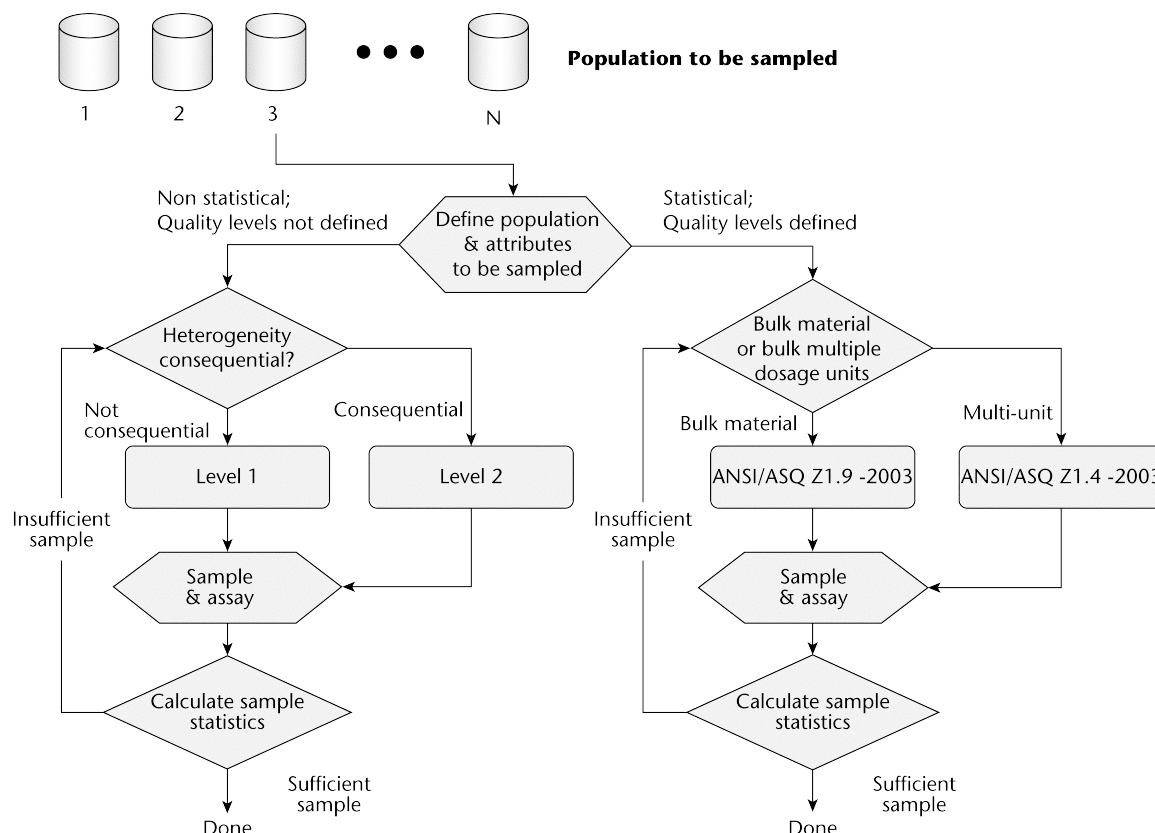 Population to be sampled
1
2
3
N
Non statistical;
Quality levels not defined
Define population
& attributes
to be sampled
Statistical;
Quality levels defined
Heterogeneity
consequential?
Bulk material
or bulk multiple
dosage units
Not
consequential
Consequential
Bulk material
Multi-unit
Level 1
Level 2
ANSI/ASQ Z1.9 -2003
ANSI/ASQ Z1.4 -2003
Insufficient
sample
Insufficient
sample
Sample
& assay
Sample
& assay
Calculate sample
statistics
Calculate sample
statistics
Sufficient
sample
Sufficient
sample
Done
Done